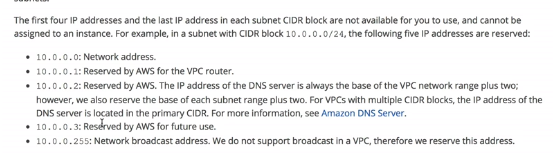 subnets.
The first four IP addresses and the last IP address in each subnet CIDR block are not available for you to use, and cannot be
assigned to an instance. For example, in a subnet with CIDR block 10.0.0.0/24, the following five IP addresses are reserved:
• 10.0.0.0: Network address.
• 10.0.0.1: Reserved by AWS for the VPC router.
• 10.0.0.2: Reserved by AWS. The IP address of the DNS server is always the base of the VPC network range plus two;
however, we also reserve the base of each subnet range plus two. For VPCs with multiple CIDR blocks, the IP address of the
DNS server is located in the primary CIDR. For more information, see Amazon DNS Server.
• 10.0.0.3: Reserved by AWS for future use.
• 10.0.0.255: Network broadcast address. We do not support broadcast in a VPC, therefore we reserve this address.